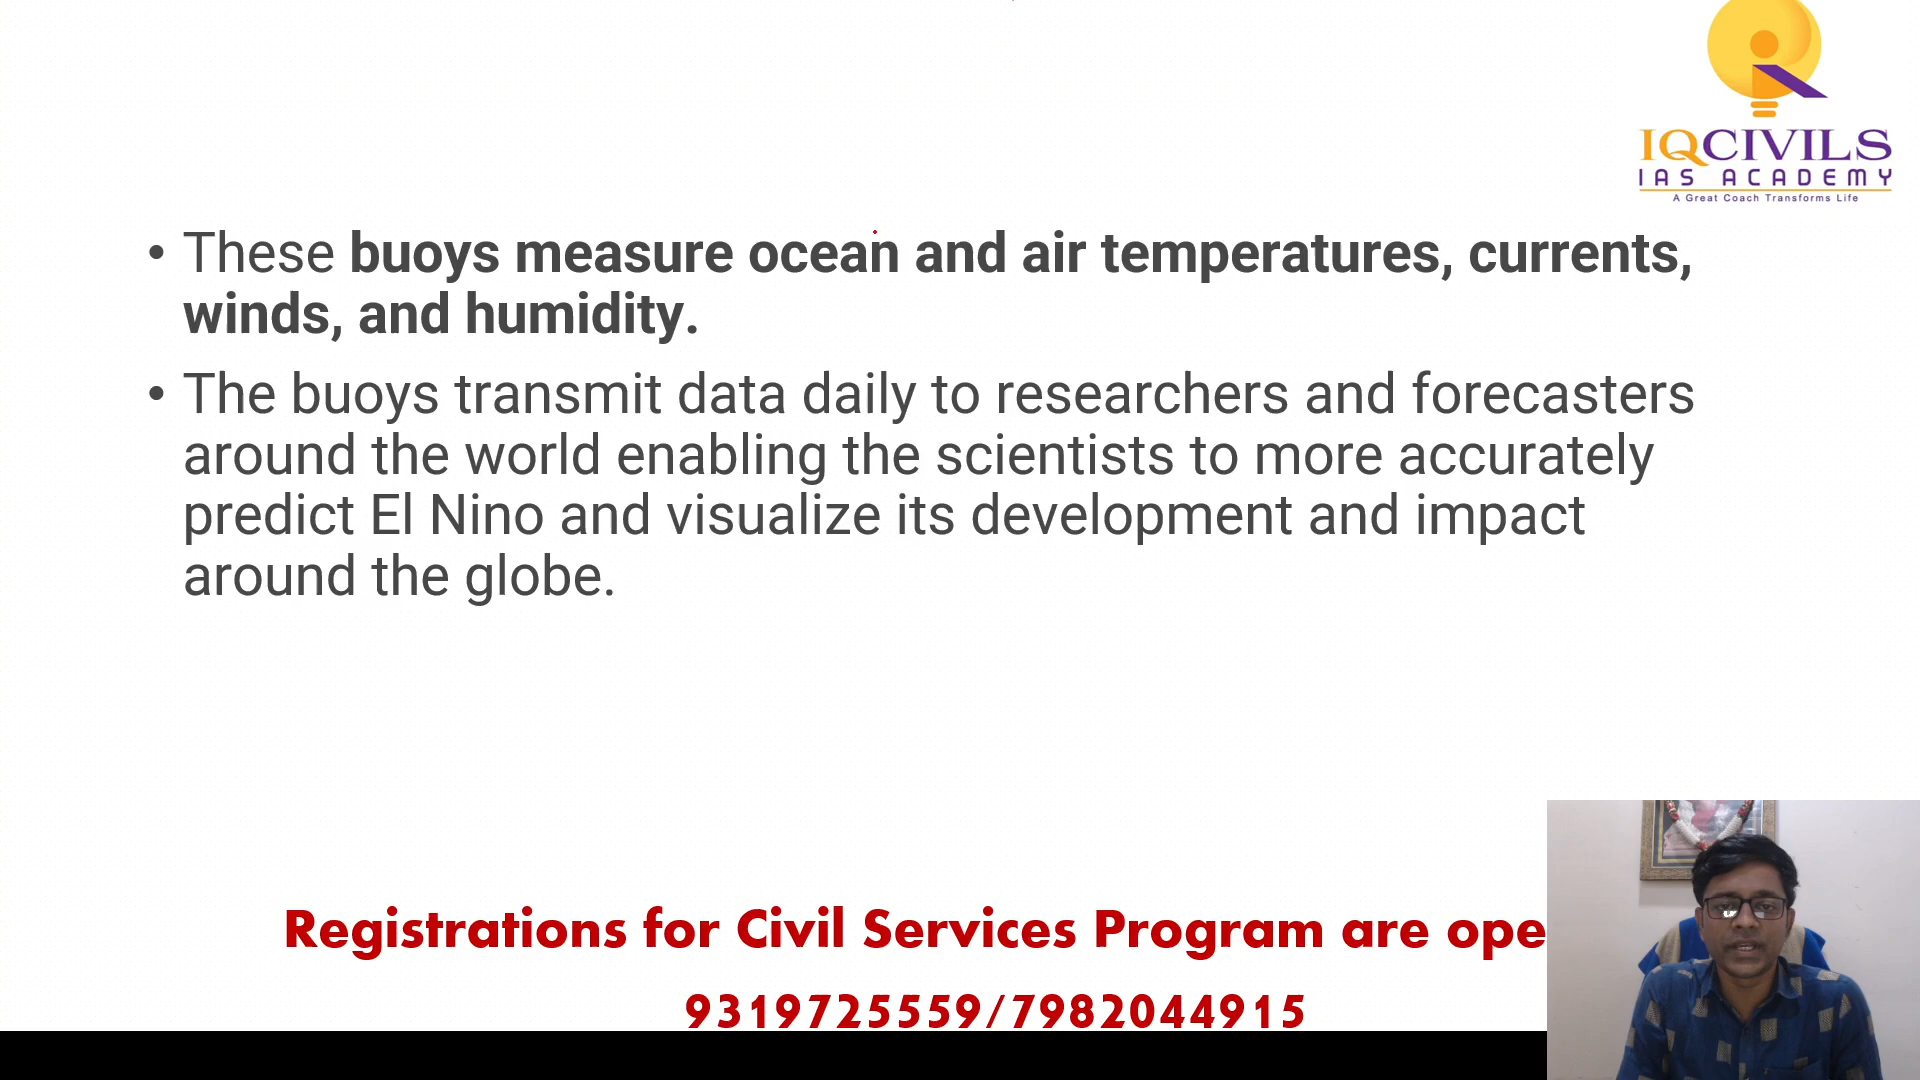 IQCIVILS
IAS ACADEMY
A Great Coach Transforms Life
• These buoys measure ocean and air temperatures, currents,
winds, and humidity.
• The buoys transmit data daily to researchers and forecasters
around the world enabling the scientists to more accurately
predict El Nino and visualize its development and impact
around the globe.
Registrations for Civil Services Program are ope
9319725559/7982044915